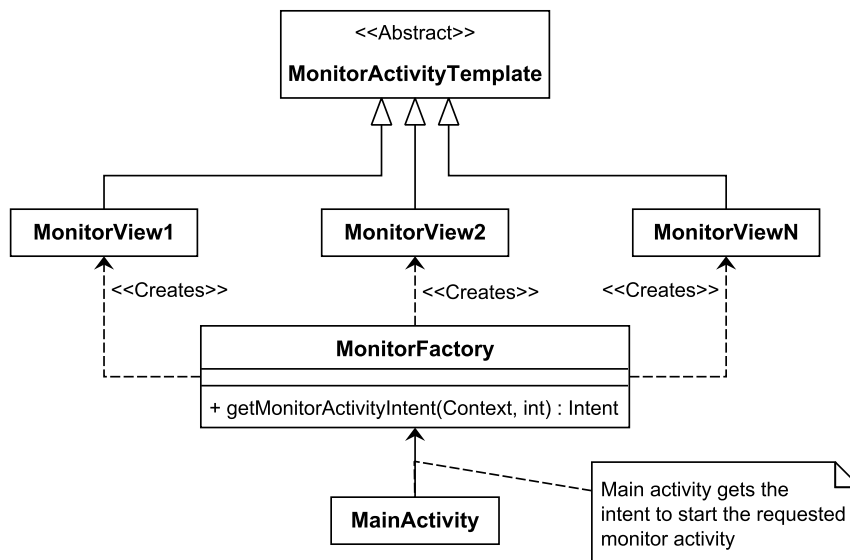 <<Abstract>>
MonitorActivityTemplate
MonitorView1
MonitorView2
MonitorViewN
<<Creates>>
<<Creates>>
<<Creates>>
MonitorFactory
+ getMonitorActivityIntent(Context, int) : Intent
MainActivity
Main activity gets the
intent to start the requested
monitor activity